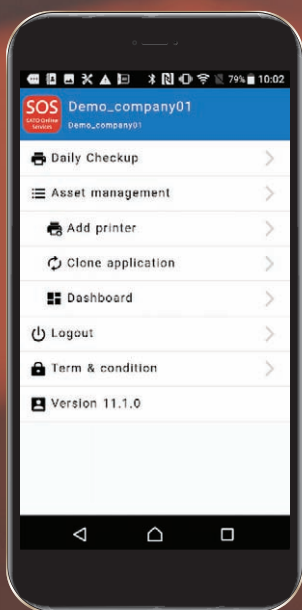 79% 10:02
SOS
SATO Online
Services
Demo_company01
Demo_company01
Daily Checkup
Asset management
Add printer
Clone application
Dashboard
Logout
Term & condition
Version 11.1.0